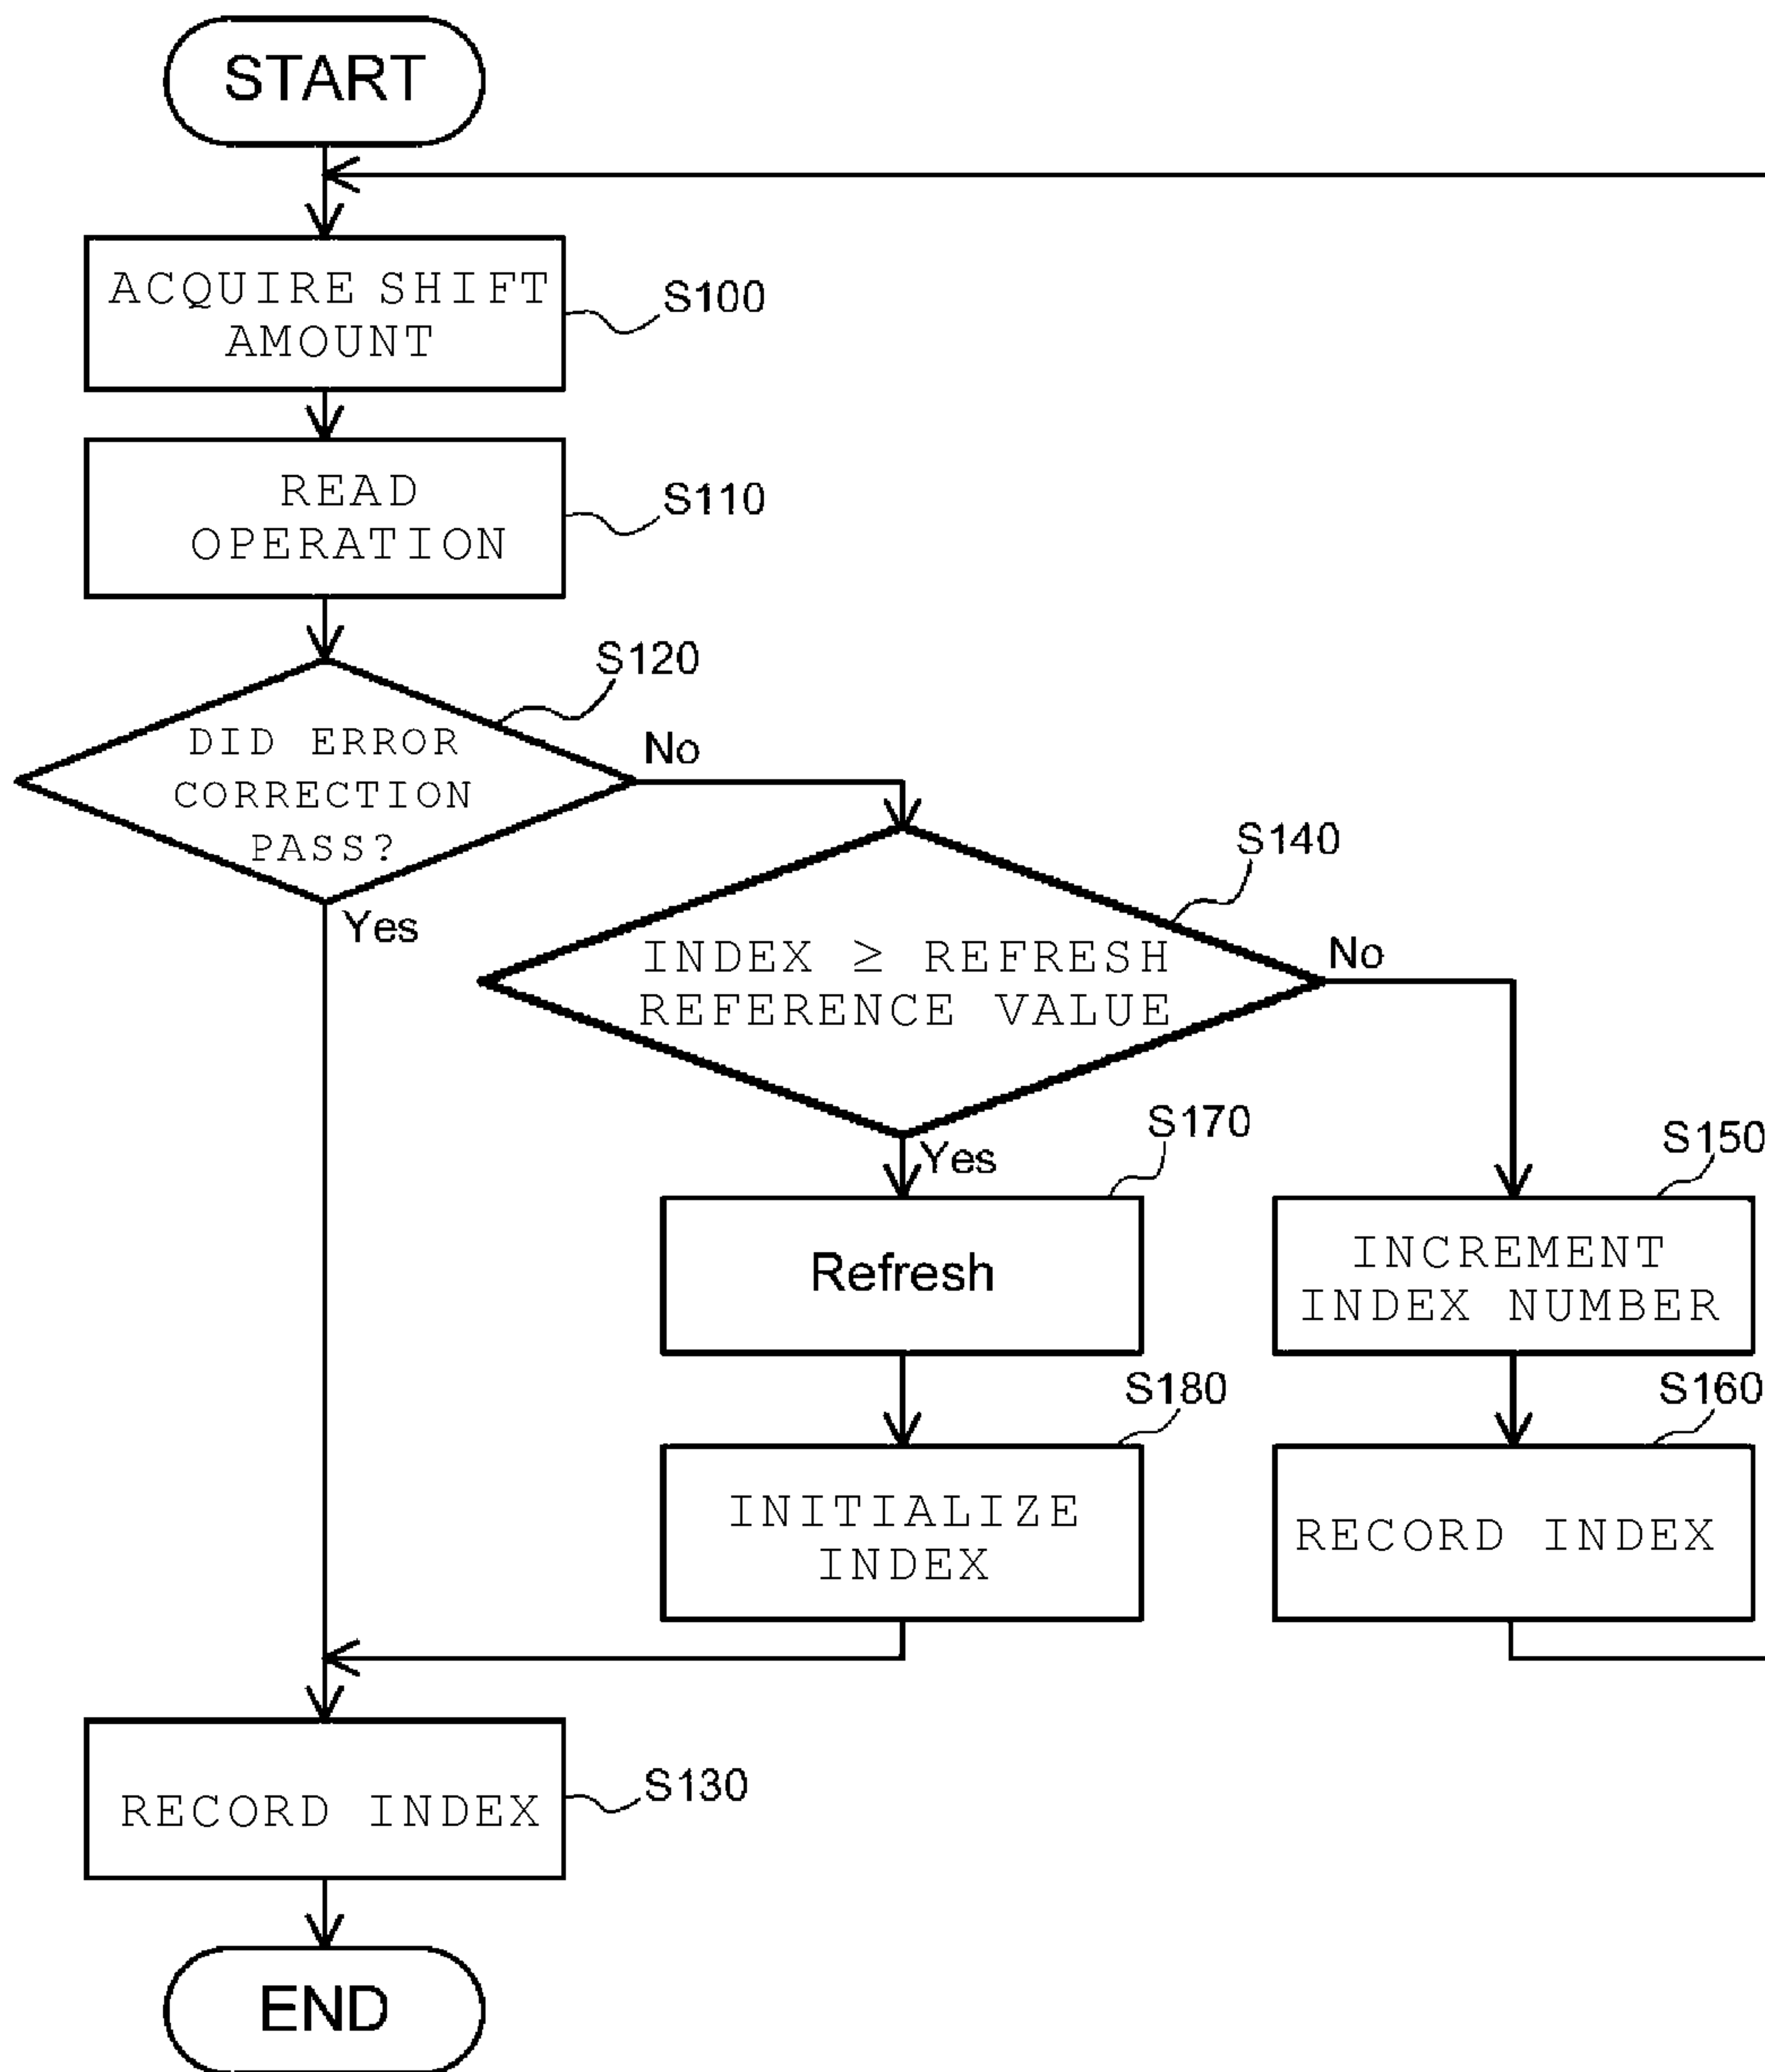 START
ACQUIRE SHIFT
AMOUNT
S100
READ
OPERATION
S110
S120
DID ERROR
CORRECTION
PASS?
No
Yes
S140
INDEX ≥ REFRESH
REFERENCE VALUE
No
Yes
S170
Refresh
S150
INCREMENT
INDEX NUMBER
S180
INITIALIZE
INDEX
S160
RECORD INDEX
RECORD INDEX
S130
END